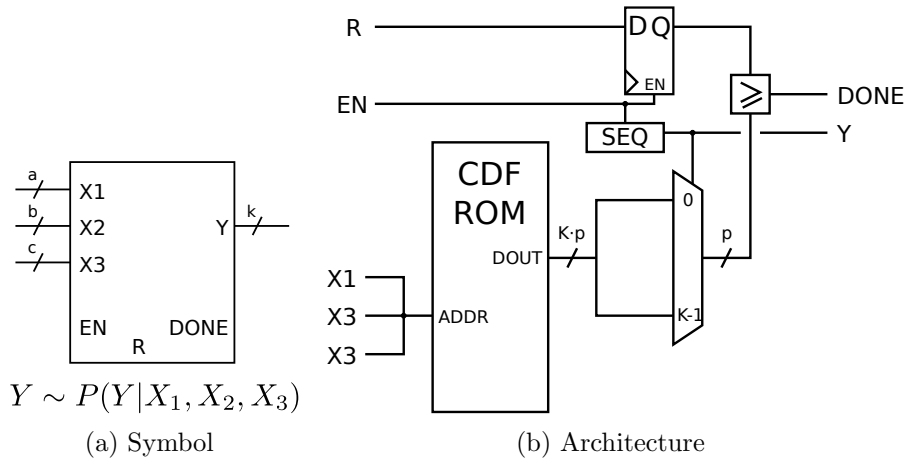 a
X1
b
X2
c
X3
Y
k
EN
DONE
R
Y ∼ P(Y|X₁, X₂, X₃)
(a) Symbol
R
D Q
EN
EN
⩾
DONE
SEQ
Y
CDF
ROM
DOUT
K·p
0
K-1
p
X1
X3
X3
ADDR
(b) Architecture